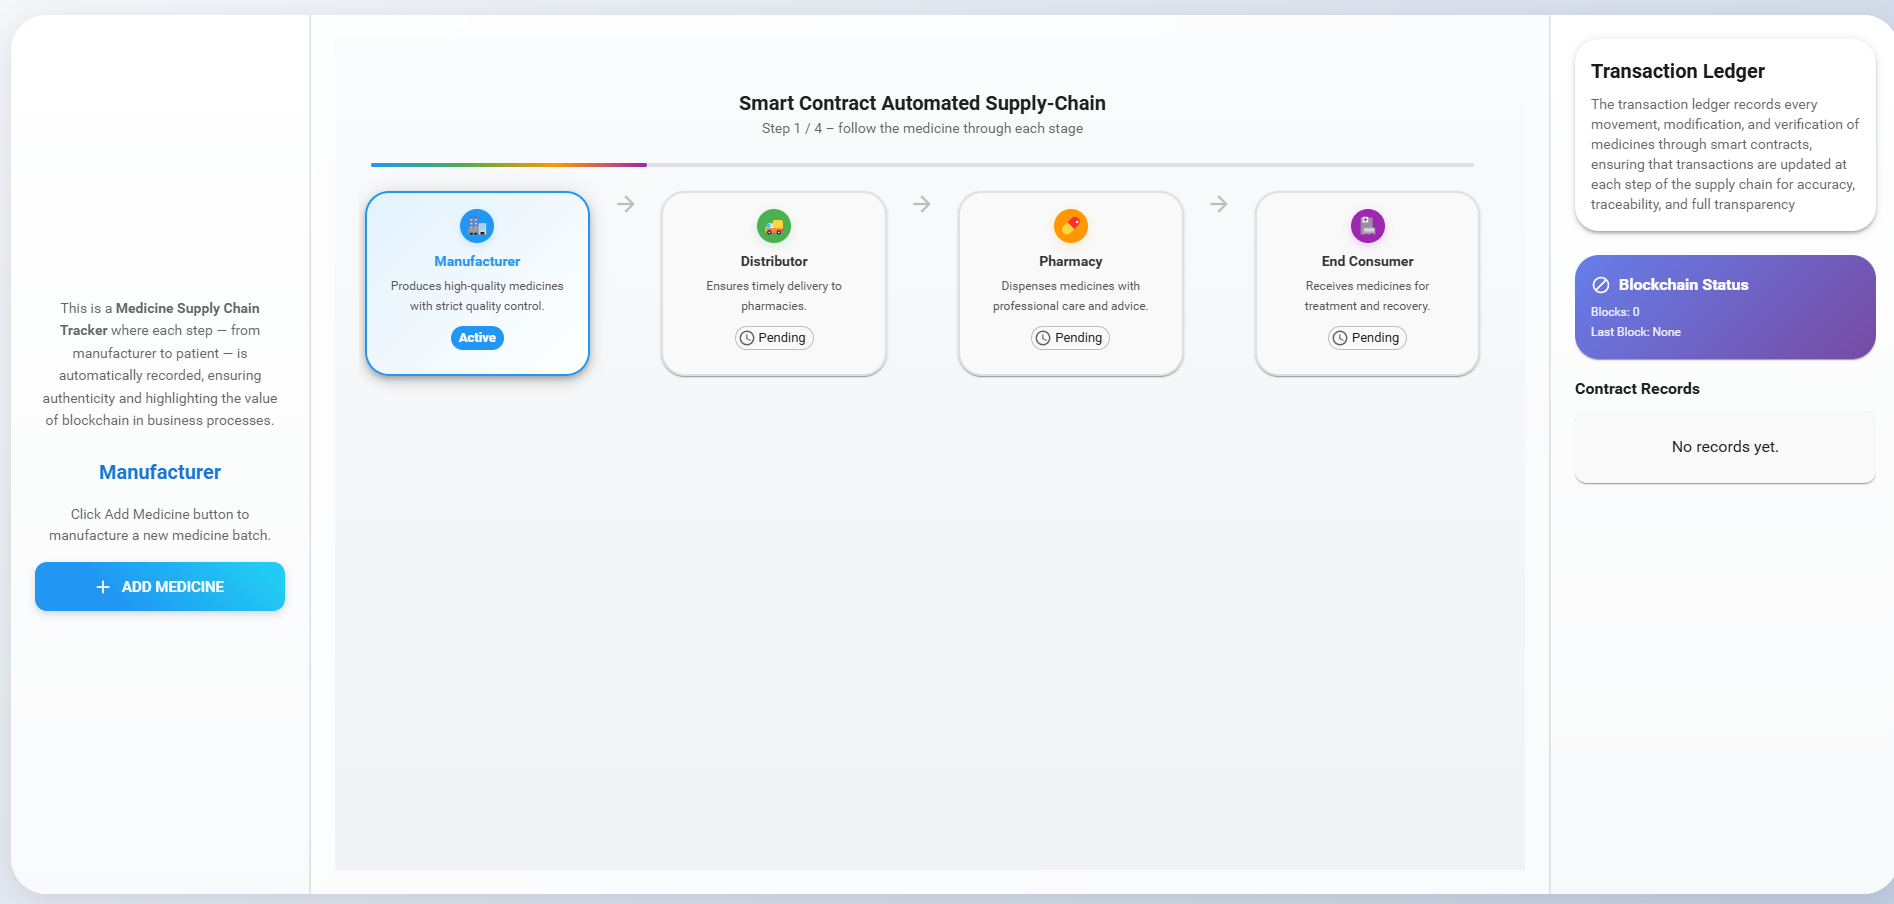 This is a Medicine Supply Chain
Tracker where each step — from
manufacturer to patient — is
automatically recorded, ensuring
authenticity and highlighting the value
of blockchain in business processes.
Manufacturer
Click Add Medicine button to
manufacture a new medicine batch.
ADD MEDICINE
Smart Contract Automated Supply-Chain
Step 1 / 4 – follow the medicine through each stage
Manufacturer
Produces high-quality medicines
with strict quality control.
Active
Distributor
Ensures timely delivery to
pharmacies.
Pending
Pharmacy
Dispenses medicines with
professional care and advice.
Pending
End Consumer
Receives medicines for
treatment and recovery.
Pending
Transaction Ledger
The transaction ledger records every
movement, modification, and verification of
medicines through smart contracts,
ensuring that transactions are updated at
each step of the supply chain for accuracy,
traceability, and full transparency
Blockchain Status
Blocks: 0
Last Block: None
Contract Records
No records yet.